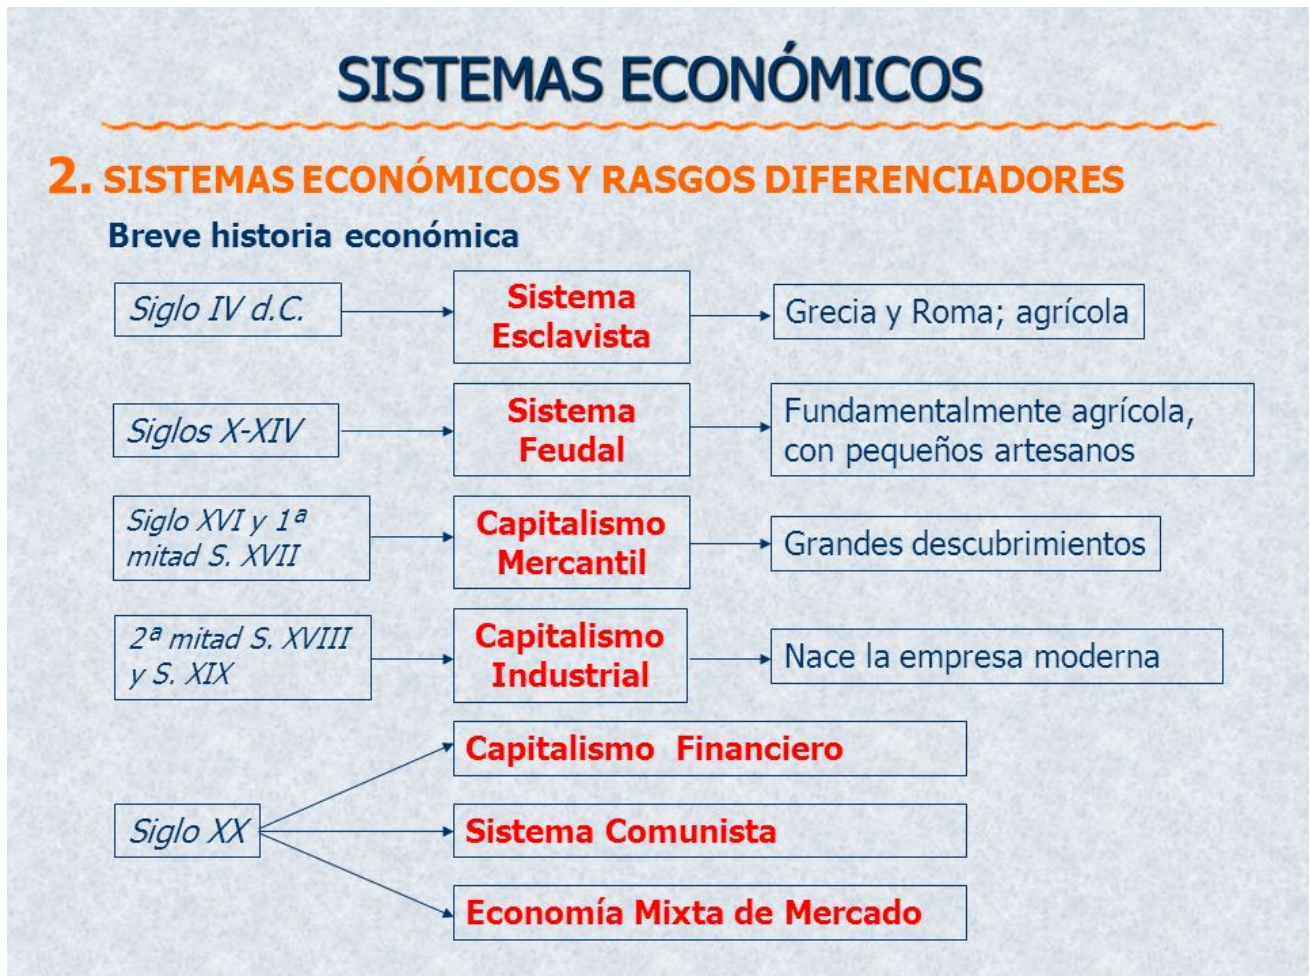 SISTEMAS ECONÓMICOS
2. SISTEMAS ECONÓMICOS Y RASGOS DIFERENCIADORES
Breve historia económica
Siglo IV d.C.
Sistema
Esclavista
Grecia y Roma; agrícola
Siglos X-XIV
Sistema
Feudal
Fundamentalmente agrícola,
con pequeños artesanos
Siglo XVI y 1ª
mitad S. XVII
Capitalismo
Mercantil
Grandes descubrimientos
2ª mitad S. XVIII
y S. XIX
Capitalismo
Industrial
Nace la empresa moderna
Siglo XX
Capitalismo  Financiero
Sistema Comunista
Economía Mixta de Mercado